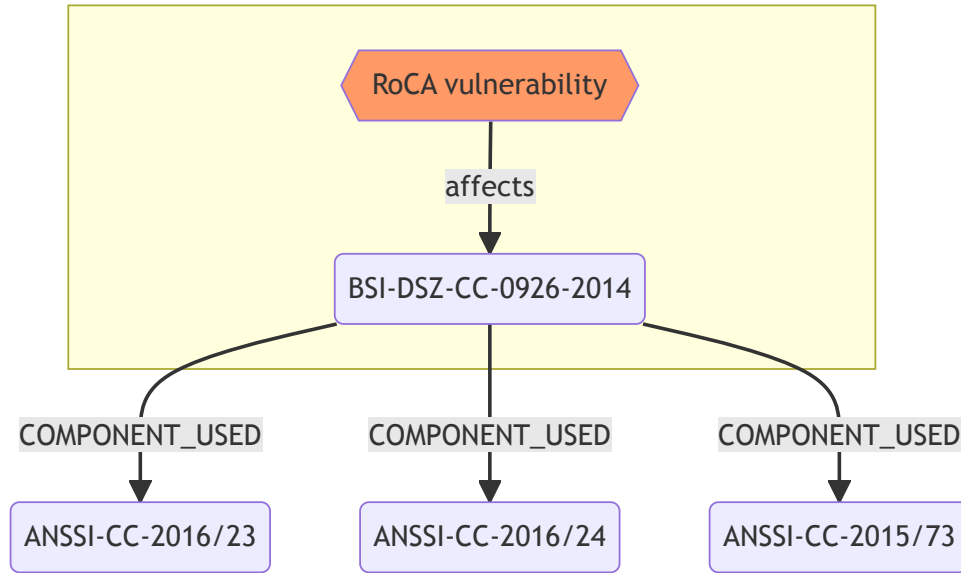 RoCA vulnerability
affects
BSI-DSZ-CC-0926-2014
COMPONENT_USED
COMPONENT_USED
COMPONENT_USED
ANSSI-CC-2016/23
ANSSI-CC-2016/24
ANSSI-CC-2015/73